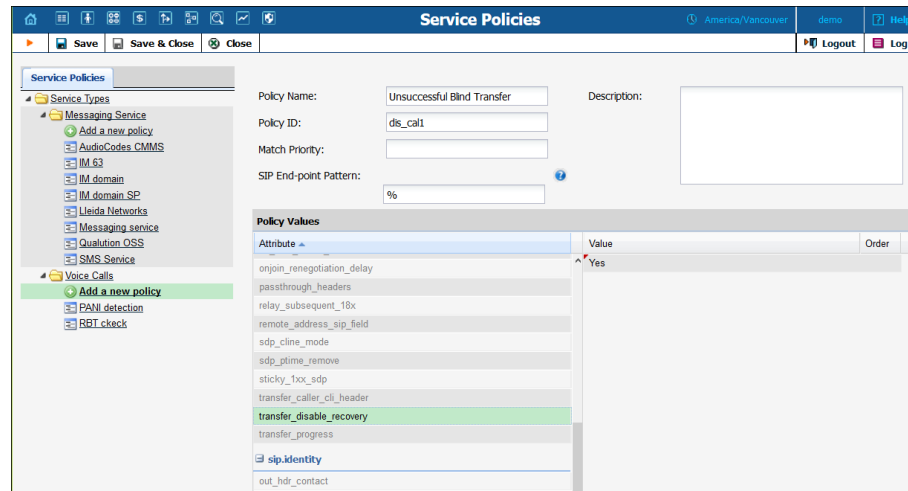 Service Policies
America/Vancouver
demo
? Help
Save
Save & Close
Close
Logout
Log
Service Policies
Service Types
Messaging Service
Add a new policy
AudioCodes CMMS
IM 63
IM domain
IM domain SP
Lleida Networks
Messaging service
Qualution OSS
SMS Service
Voice Calls
Add a new policy
PANI detection
RBT ckeck
Policy Name:
Unsuccessful Blind Transfer
Description:
Policy ID:
dis_cal1
Match Priority:
SIP End-point Pattern:
?
%
Policy Values
Attribute
Value
Order
Yes
onjoin_renegotiation_delay
passthrough_headers
relay_subsequent_18x
remote_address_sip_field
sdp_cline_mode
sdp_ptime_remove
sticky_1xx_sdp
transfer_caller_cli_header
transfer_disable_recovery
transfer_progress
sip.identity
out_hdr_contact